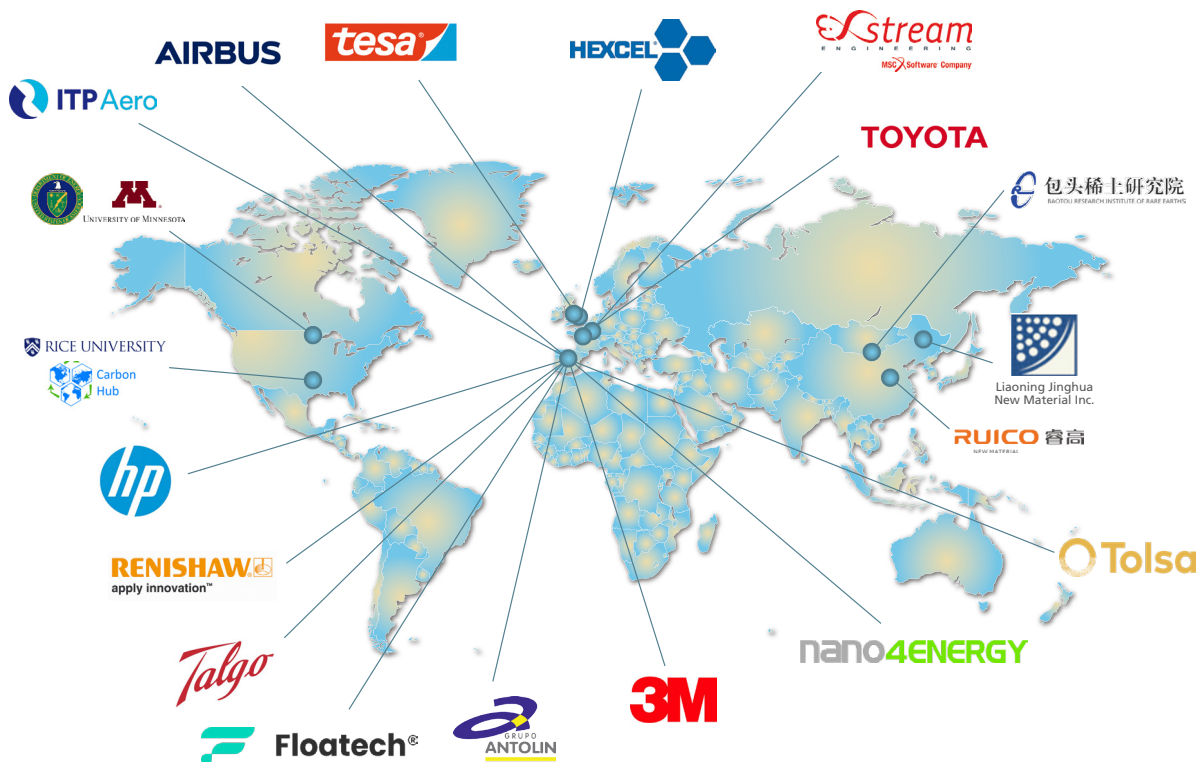 AIRBUS
tesa
HEXCEL®
eXstream
ENGINEERING
MSC Software Company
ITP Aero
TOYOTA
UNIVERSITY OF MINNESOTA
包头稀土研究院
BAOTOU RESEARCH INSTITUTE OF RARE EARTHS
RICE UNIVERSITY
Carbon
Hub
Liaoning Jinghua
New Material Inc.
RUICO 睿高
NEW MATERIAL
hp
Tolsa
RENISHAW
apply innovation™
Talgo
nano4ENERGY
3M
Floatech®
GRUPO
ANTOLIN